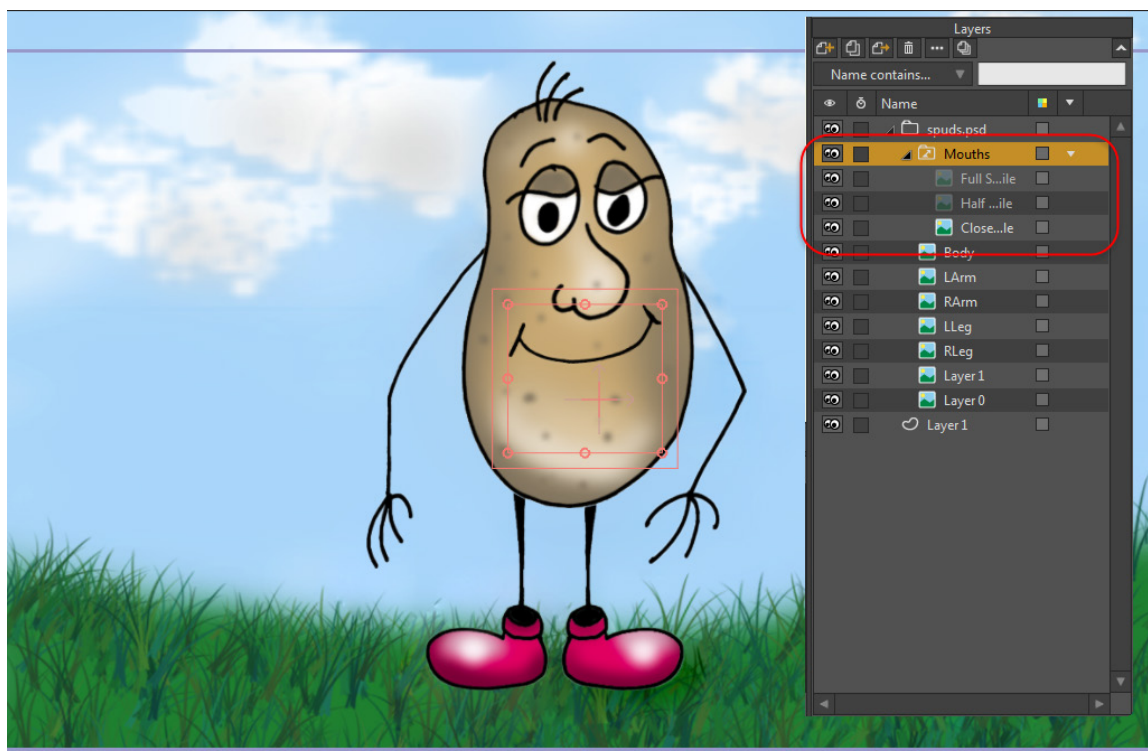 Layers
Name contains...
Name
spuds.psd
Mouths
Full S...ile
Half ...ile
Close...le
Body
LArm
RArm
LLeg
RLeg
Layer 1
Layer 0
Layer 1